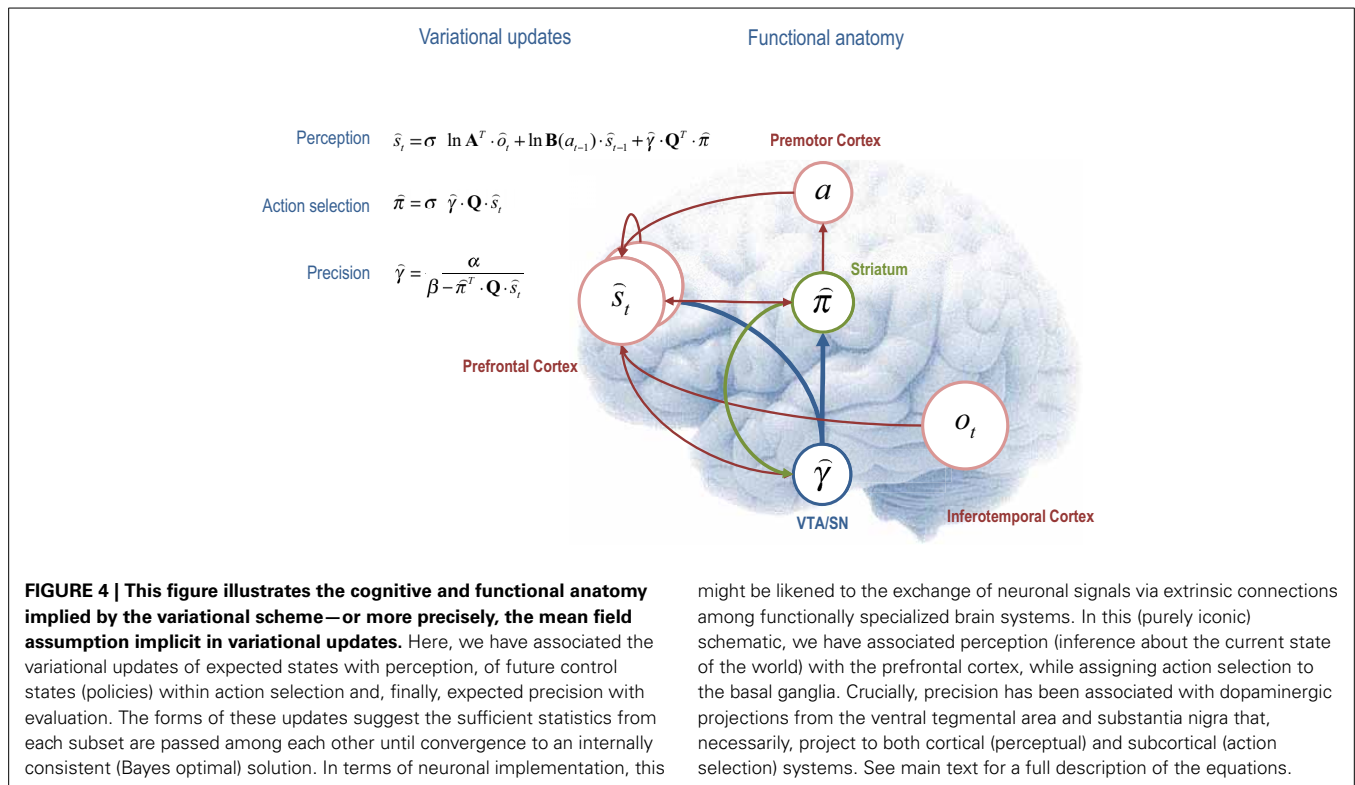 Variational updates
Functional anatomy
Perception ŝ_t = σ ln A^T · ô_t + ln B(a_{t−1}) · ŝ_{t−1} + γ̂ · Q^T · π̂
Action selection π̂ = σ γ̂ · Q · ŝ_t
Precision γ̂ = α / (β − π̂^T · Q · ŝ_t)
Premotor Cortex
a
Striatum
ŝ_t
π̂
Prefrontal Cortex
o_t
γ̂
VTA/SN
Inferotemporal Cortex
FIGURE 4 | This figure illustrates the cognitive and functional anatomy
implied by the variational scheme—or more precisely, the mean field
assumption implicit in variational updates. Here, we have associated the
variational updates of expected states with perception, of future control
states (policies) within action selection and, finally, expected precision with
evaluation. The forms of these updates suggest the sufficient statistics from
each subset are passed among each other until convergence to an internally
consistent (Bayes optimal) solution. In terms of neuronal implementation, this
might be likened to the exchange of neuronal signals via extrinsic connections
among functionally specialized brain systems. In this (purely iconic)
schematic, we have associated perception (inference about the current state
of the world) with the prefrontal cortex, while assigning action selection to
the basal ganglia. Crucially, precision has been associated with dopaminergic
projections from the ventral tegmental area and substantia nigra that,
necessarily, project to both cortical (perceptual) and subcortical (action
selection) systems. See main text for a full description of the equations.